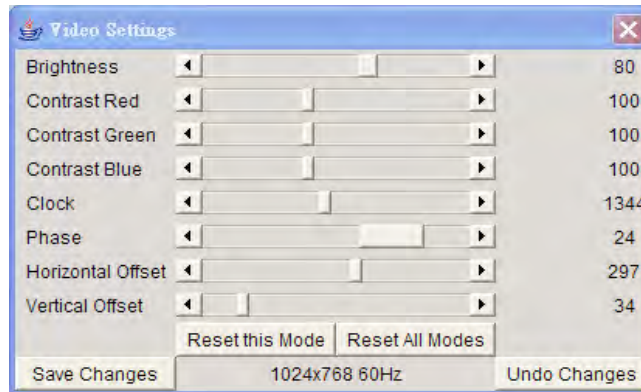 Video Settings
Brightness 80
Contrast Red 100
Contrast Green 100
Contrast Blue 100
Clock 1344
Phase 24
Horizontal Offset 297
Vertical Offset 34
Reset this Mode Reset All Modes
Save Changes 1024x768 60Hz Undo Changes